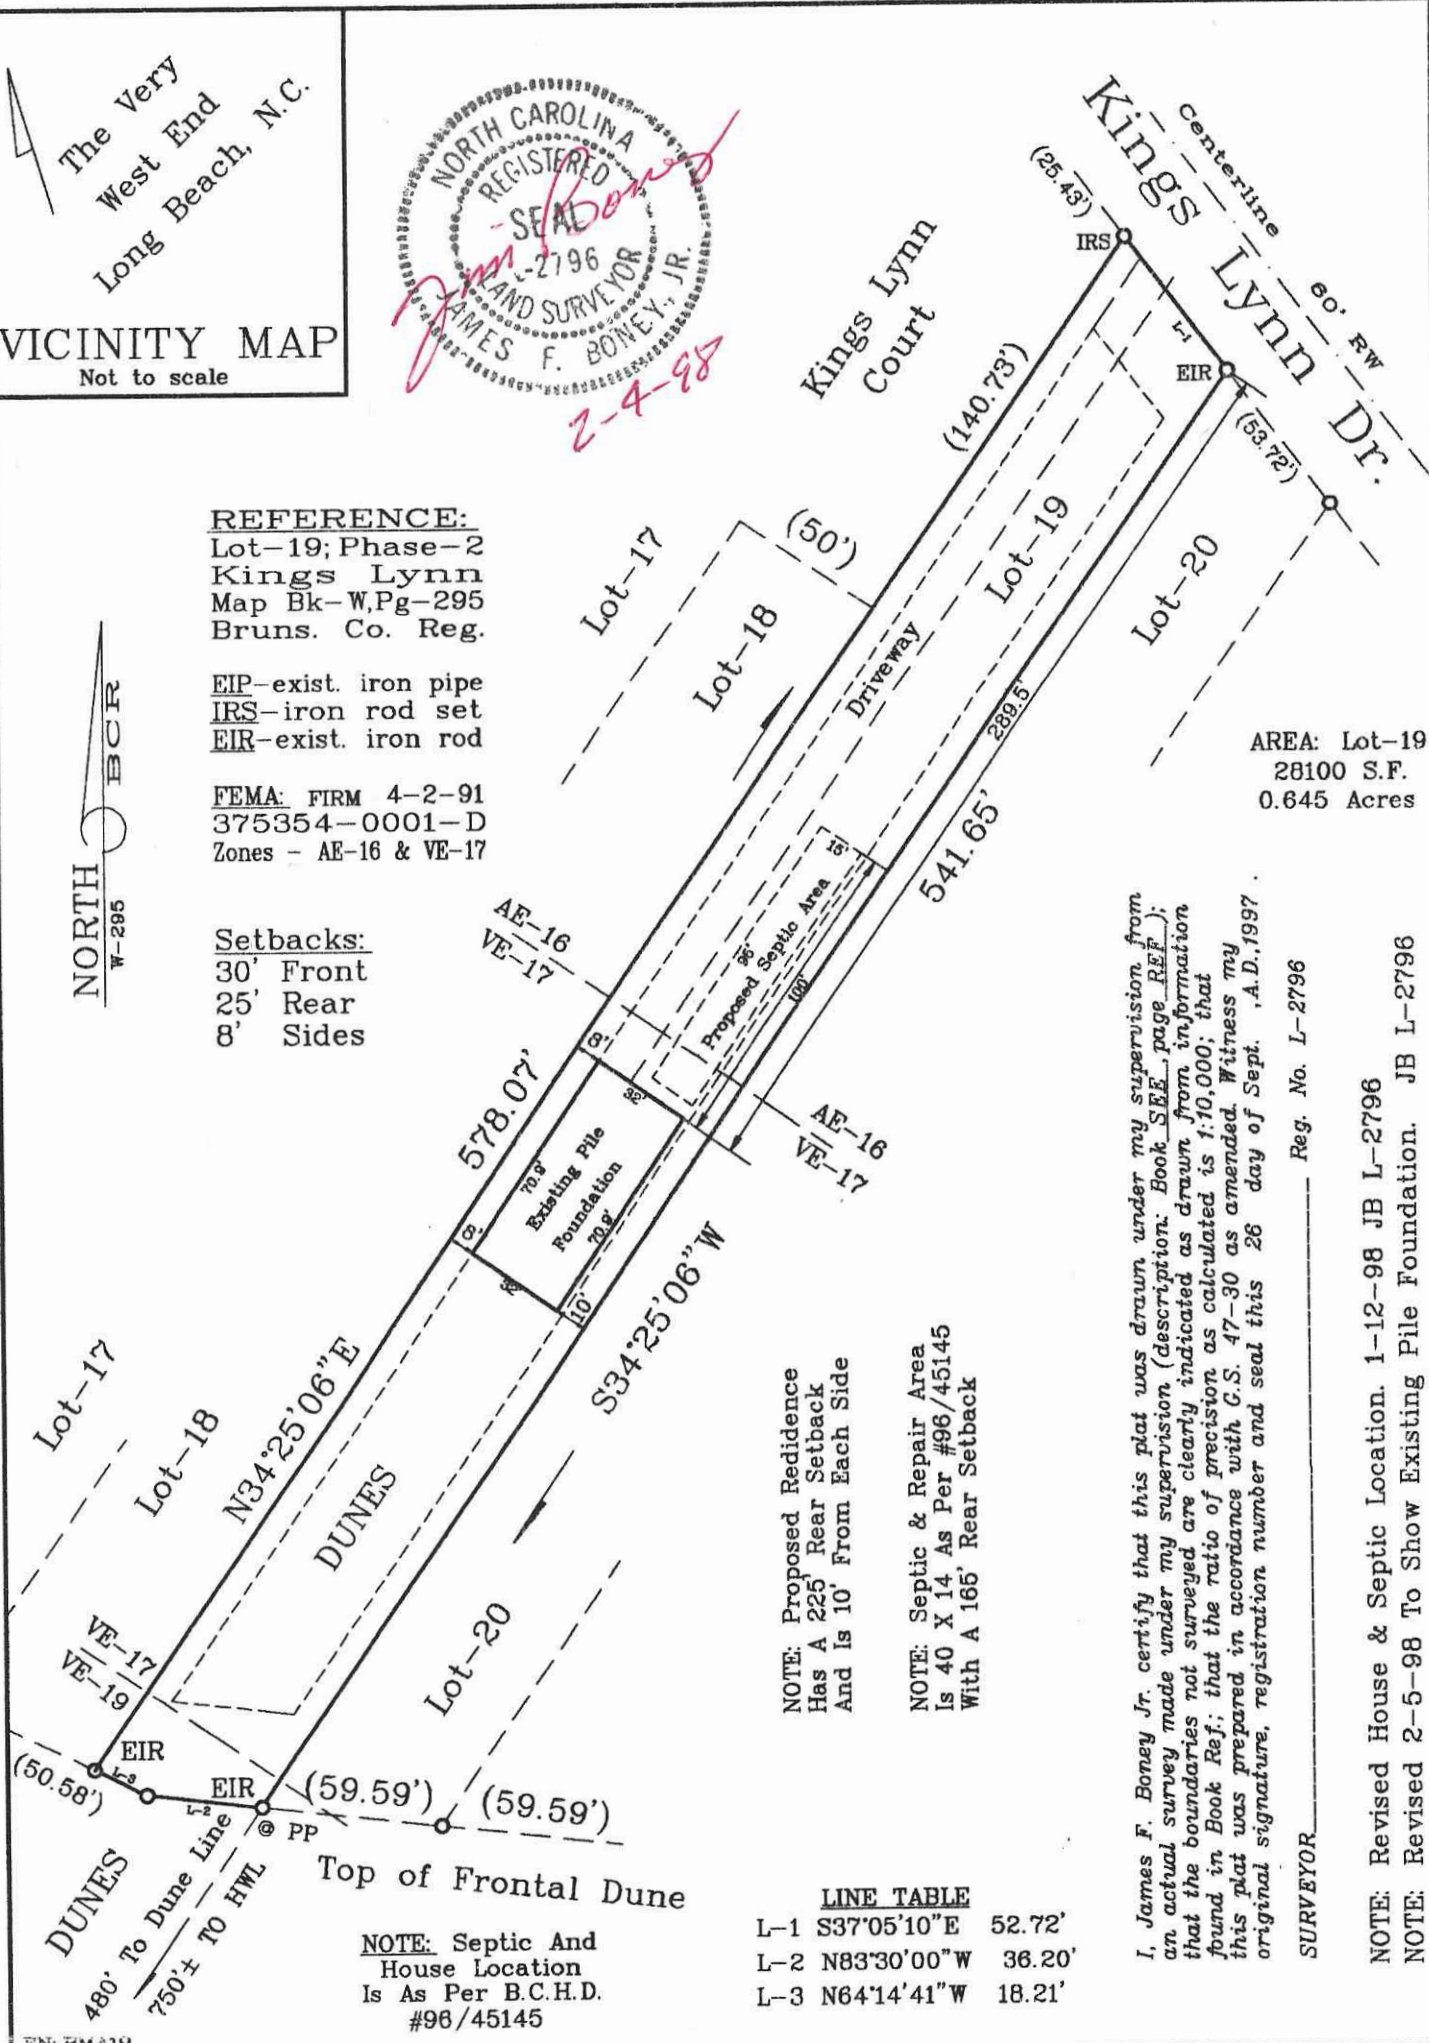 The Very
West End
Long Beach, N.C.
VICINITY MAP
Not to scale
NORTH CAROLINA
REGISTERED
SEAL
L-2796
LAND SURVEYOR
JAMES F. BONEY, JR.
Jim Boney
2-4-98
Centerline
Kings Lynn Dr.
60' RW
(25.43')
IRS
L-1
EIR
(53.72')
Kings Lynn
Court
(140.73')
REFERENCE:
Lot-19; Phase-2
Kings Lynn
Map Bk-W,Pg-295
Bruns. Co. Reg.
EIP-exist. iron pipe
IRS-iron rod set
EIR-exist. iron rod
FEMA: FIRM 4-2-91
375354-0001-D
Zones - AE-16 & VE-17
Setbacks:
30' Front
25' Rear
8' Sides
NORTH BCR
W-295
Lot-17
(50')
Lot-18
Lot-19
Lot-20
Driveway
289.5'
541.65'
AREA: Lot-19
28100 S.F.
0.645 Acres
15'
96'
Proposed Septic Area
100'
AE-16
VE-17
AE-16
VE-17
578.07'
8'
32'
70.9'
Existing Pile
Foundation
70.9'
8'
32'
10'
S34°25'06"W
N34°25'06"E
Lot-17
Lot-18
DUNES
Lot-20
VE-17
VE-19
EIR
(50.58')
L-3
L-2
EIR
@ PP
(59.59')
(59.59')
Top of Frontal Dune
DUNES
480' To Dune Line
750'± TO HWL
NOTE: Septic And
House Location
Is As Per B.C.H.D.
#96/45145
LINE TABLE
L-1 S37°05'10"E 52.72'
L-2 N83°30'00"W 36.20'
L-3 N64°14'41"W 18.21'
NOTE: Proposed Redidence
Has A 225' Rear Setback
And Is 10' From Each Side
NOTE: Septic & Repair Area
Is 40 X 14 As Per #96/45145
With A 165' Rear Setback
I, James F. Boney Jr. certify that this plat was drawn under my supervision from
an actual survey made under my supervision (description: Book SEE, page REF );
that the boundaries not surveyed are clearly indicated as drawn from information
found in Book Ref.; that the ratio of precision as calculated is 1:10,000; that
this plat was prepared in accordance with G.S. 47-30 as amended. Witness my
original signature, registration number and seal this 26 day of Sept. ,A.D.,1997 .
SURVEYOR Reg. No. L-2796
NOTE: Revised House & Septic Location. 1-12-98 JB L-2796
NOTE: Revised 2-5-98 To Show Existing Pile Foundation. JB L-2796